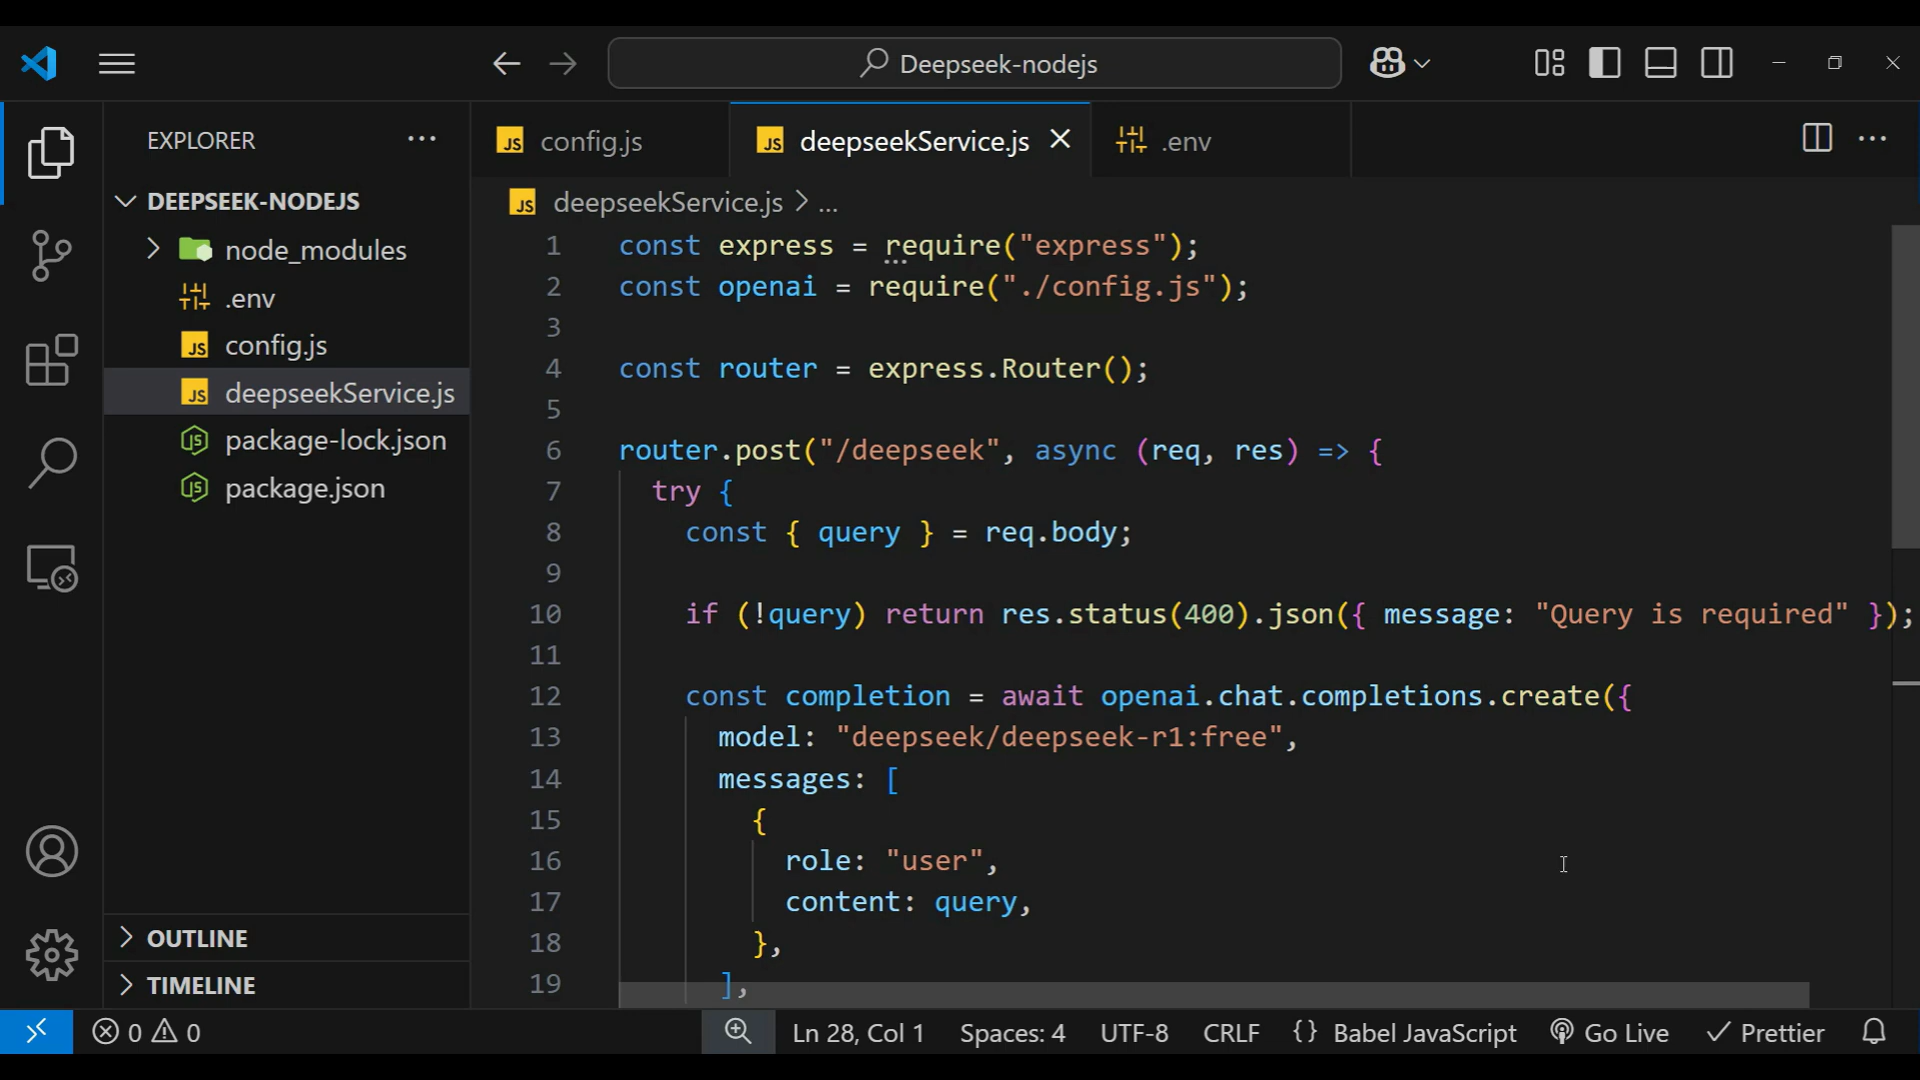 Deepseek-nodejs
EXPLORER
DEEPSEEK-NODEJS
node_modules
.env
JS config.js
JS deepseekService.js
package-lock.json
package.json
OUTLINE
TIMELINE
JS config.js
JS deepseekService.js
.env
JS deepseekService.js > ...
1 const express = require("express");
2 const openai = require("./config.js");
3
4 const router = express.Router();
5
6 router.post("/deepseek", async (req, res) => {
7 try {
8 const { query } = req.body;
9
10 if (!query) return res.status(400).json({ message: "Query is required" });
11
12 const completion = await openai.chat.completions.create({
13 model: "deepseek/deepseek-r1:free",
14 messages: [
15 {
16 role: "user",
17 content: query,
18 },
19 ],
0 0 Ln 28, Col 1 Spaces: 4 UTF-8 CRLF {} Babel JavaScript Go Live Prettier